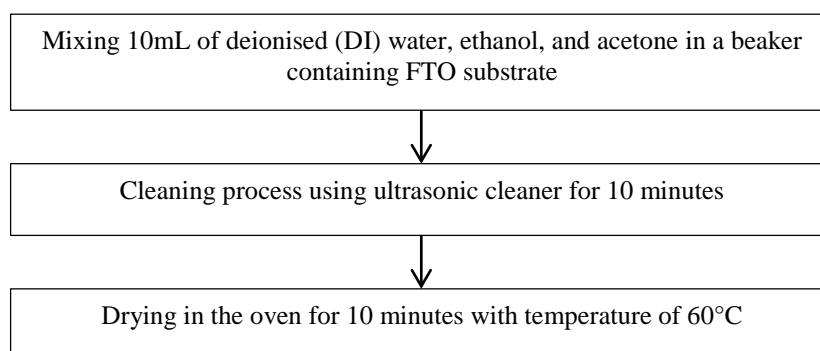 Mixing 10mL of deionised (DI) water, ethanol, and acetone in a beaker
containing FTO substrate
Cleaning process using ultrasonic cleaner for 10 minutes
Drying in the oven for 10 minutes with temperature of 60°C